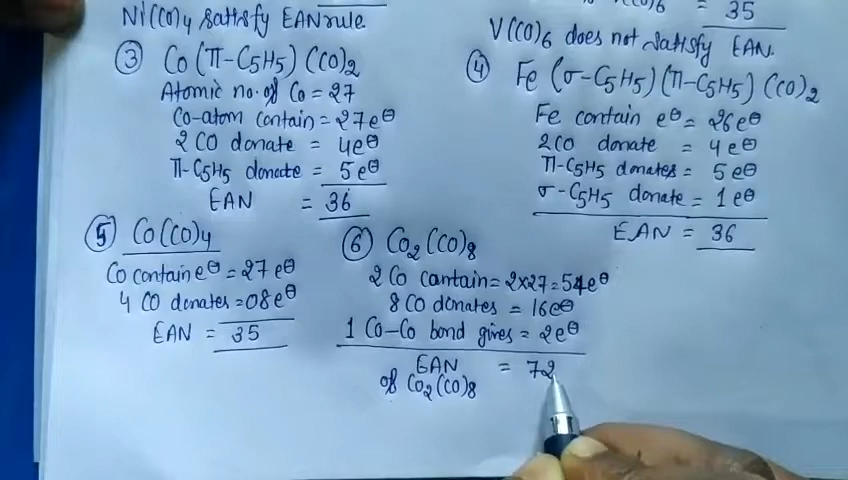 Ni(CO)4 satisfy EAN rule
= 35
V(CO)6 does not satisfy EAN.
③ Co(π-C5H5)(CO)2
Atomic no. of Co = 27
Co-atom contain = 27e⊖
2 CO donate = 4e⊖
π-C5H5 donate = 5e⊖
EAN = 36
④ Fe(σ-C5H5)(π-C5H5)(CO)2
Fe contain e⊖ = 26e⊖
2CO donate = 4e⊖
π-C5H5 donates = 5e⊖
σ-C5H5 donate = 1e⊖
EAN = 36
⑤ Co(CO)4
Co contain e⊖ = 27e⊖
4 CO donates = 08e⊖
EAN = 35
⑥ Co2(CO)8
2 Co contain = 2×27 = 54e⊖
8 CO donates = 16e⊖
1 Co-Co bond gives = 2e⊖
EAN = 72
of Co2(CO)8